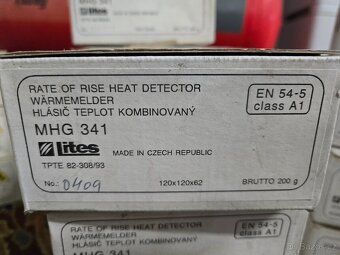 RATE OF RISE HEAT DETECTOR
WÄRMEMELDER
HLÁSIČ TEPLOT KOMBINOVANÝ
MHG 341
EN 54-5
class A1
Lites
MADE IN CZECH REPUBLIC
TPTE 82-308/93
No.: 0409
120x120x62
BRUTTO 200 g
RATE OF RISE HEAT DETECTOR
WÄRMEMELDER
HLÁSIČ TEPLOT KOMBINOVANÝ
MHG 341
EN 54-5
class A1